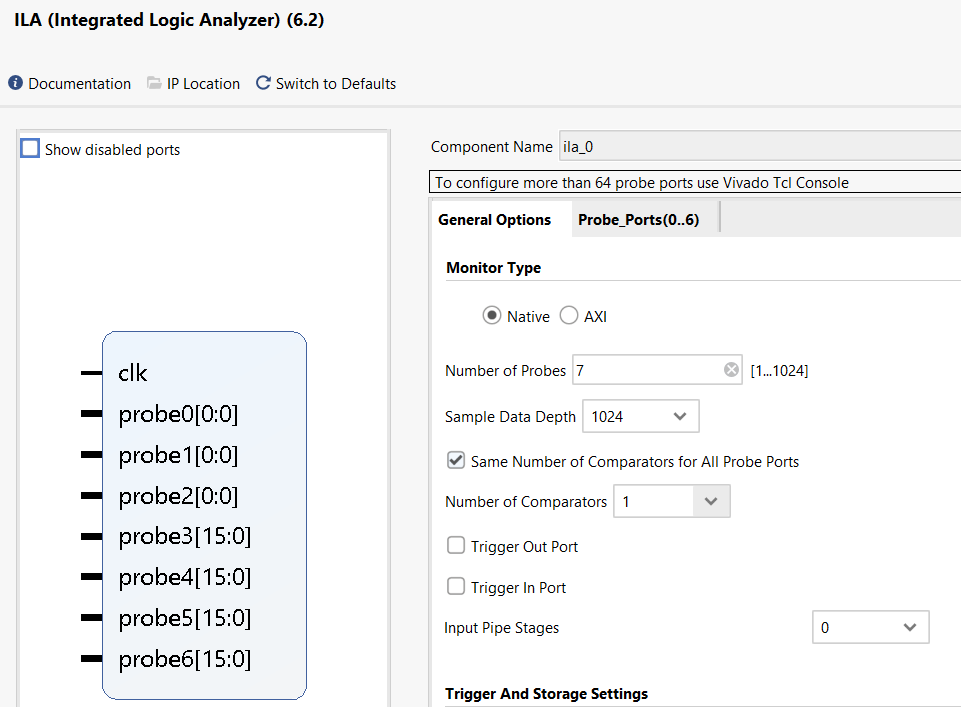 ILA (Integrated Logic Analyzer) (6.2)
Documentation IP Location Switch to Defaults
Show disabled ports
clk
probe0[0:0]
probe1[0:0]
probe2[0:0]
probe3[15:0]
probe4[15:0]
probe5[15:0]
probe6[15:0]
Component Name ila_0
To configure more than 64 probe ports use Vivado Tcl Console
General Options Probe_Ports(0..6)
Monitor Type
Native AXI
Number of Probes 7 [1...1024]
Sample Data Depth 1024
Same Number of Comparators for All Probe Ports
Number of Comparators 1
Trigger Out Port
Trigger In Port
Input Pipe Stages 0
Trigger And Storage Settings